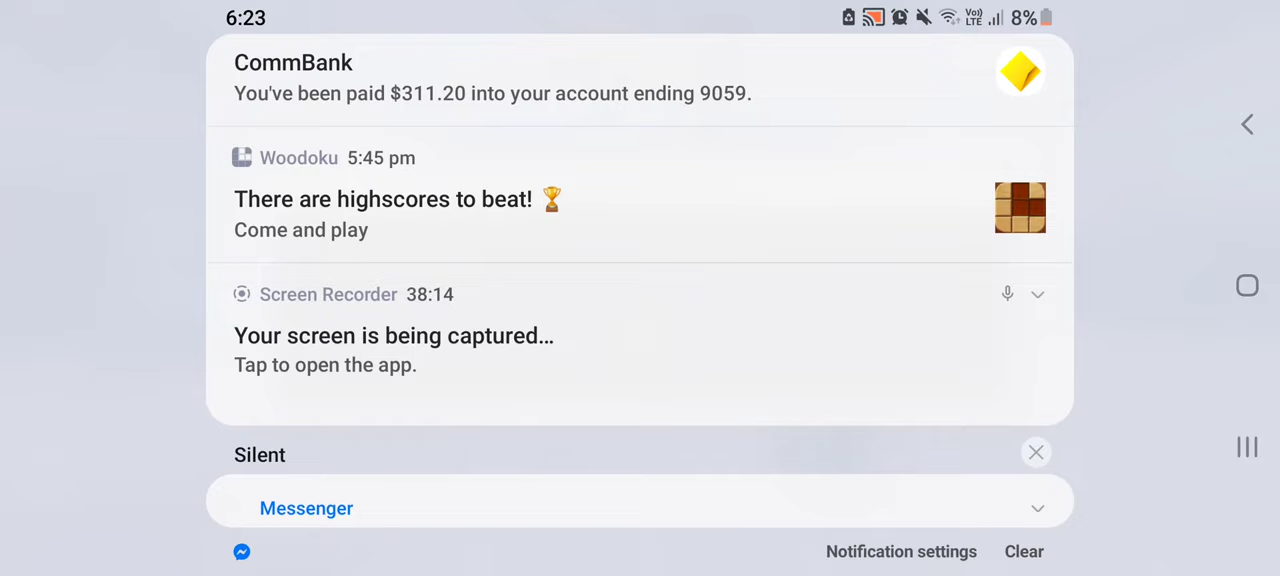 6:23 Vo)) LTE 8%
CommBank
You've been paid $311.20 into your account ending 9059.
Woodoku 5:45 pm
There are highscores to beat! 🏆
Come and play
Screen Recorder 38:14
Your screen is being captured...
Tap to open the app.
Silent
Messenger
Notification settings Clear